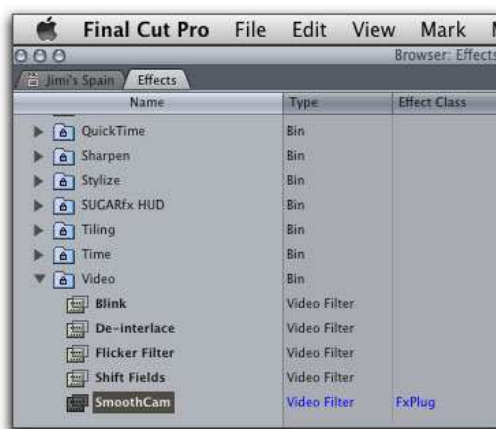 Final Cut Pro File Edit View Mark
Browser: Effects
Jimi's Spain Effects
Name Type Effect Class
QuickTime Bin
Sharpen Bin
Stylize Bin
SUGARfx HUD Bin
Tiling Bin
Time Bin
Video Bin
Blink Video Filter
De-interlace Video Filter
Flicker Filter Video Filter
Shift Fields Video Filter
SmoothCam Video Filter FxPlug